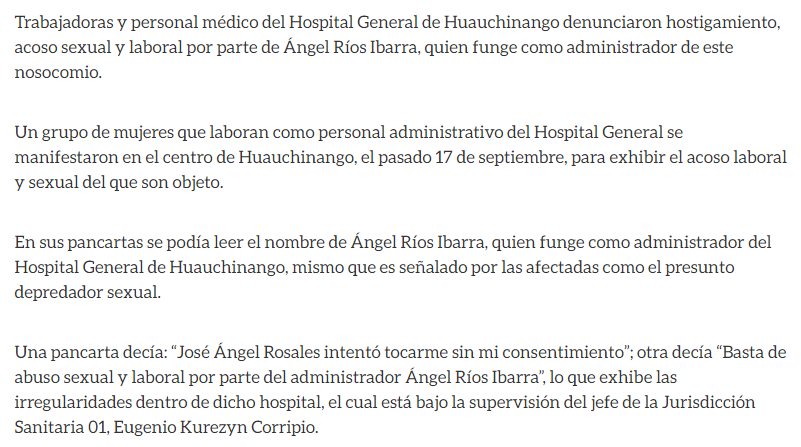 Trabajadoras y personal médico del Hospital General de Huauchinango denunciaron hostigamiento,
acoso sexual y laboral por parte de Ángel Ríos Ibarra, quien funge como administrador de este
nosocomio.
Un grupo de mujeres que laboran como personal administrativo del Hospital General se
manifestaron en el centro de Huauchinango, el pasado 17 de septiembre, para exhibir el acoso laboral
y sexual del que son objeto.
En sus pancartas se podía leer el nombre de Ángel Ríos Ibarra, quien funge como administrador del
Hospital General de Huauchinango, mismo que es señalado por las afectadas como el presunto
depredador sexual.
Una pancarta decía: “José Ángel Rosales intentó tocarme sin mi consentimiento”; otra decía “Basta de
abuso sexual y laboral por parte del administrador Ángel Ríos Ibarra”, lo que exhibe las
irregularidades dentro de dicho hospital, el cual está bajo la supervisión del jefe de la Jurisdicción
Sanitaria 01, Eugenio Kurezyn Corripio.